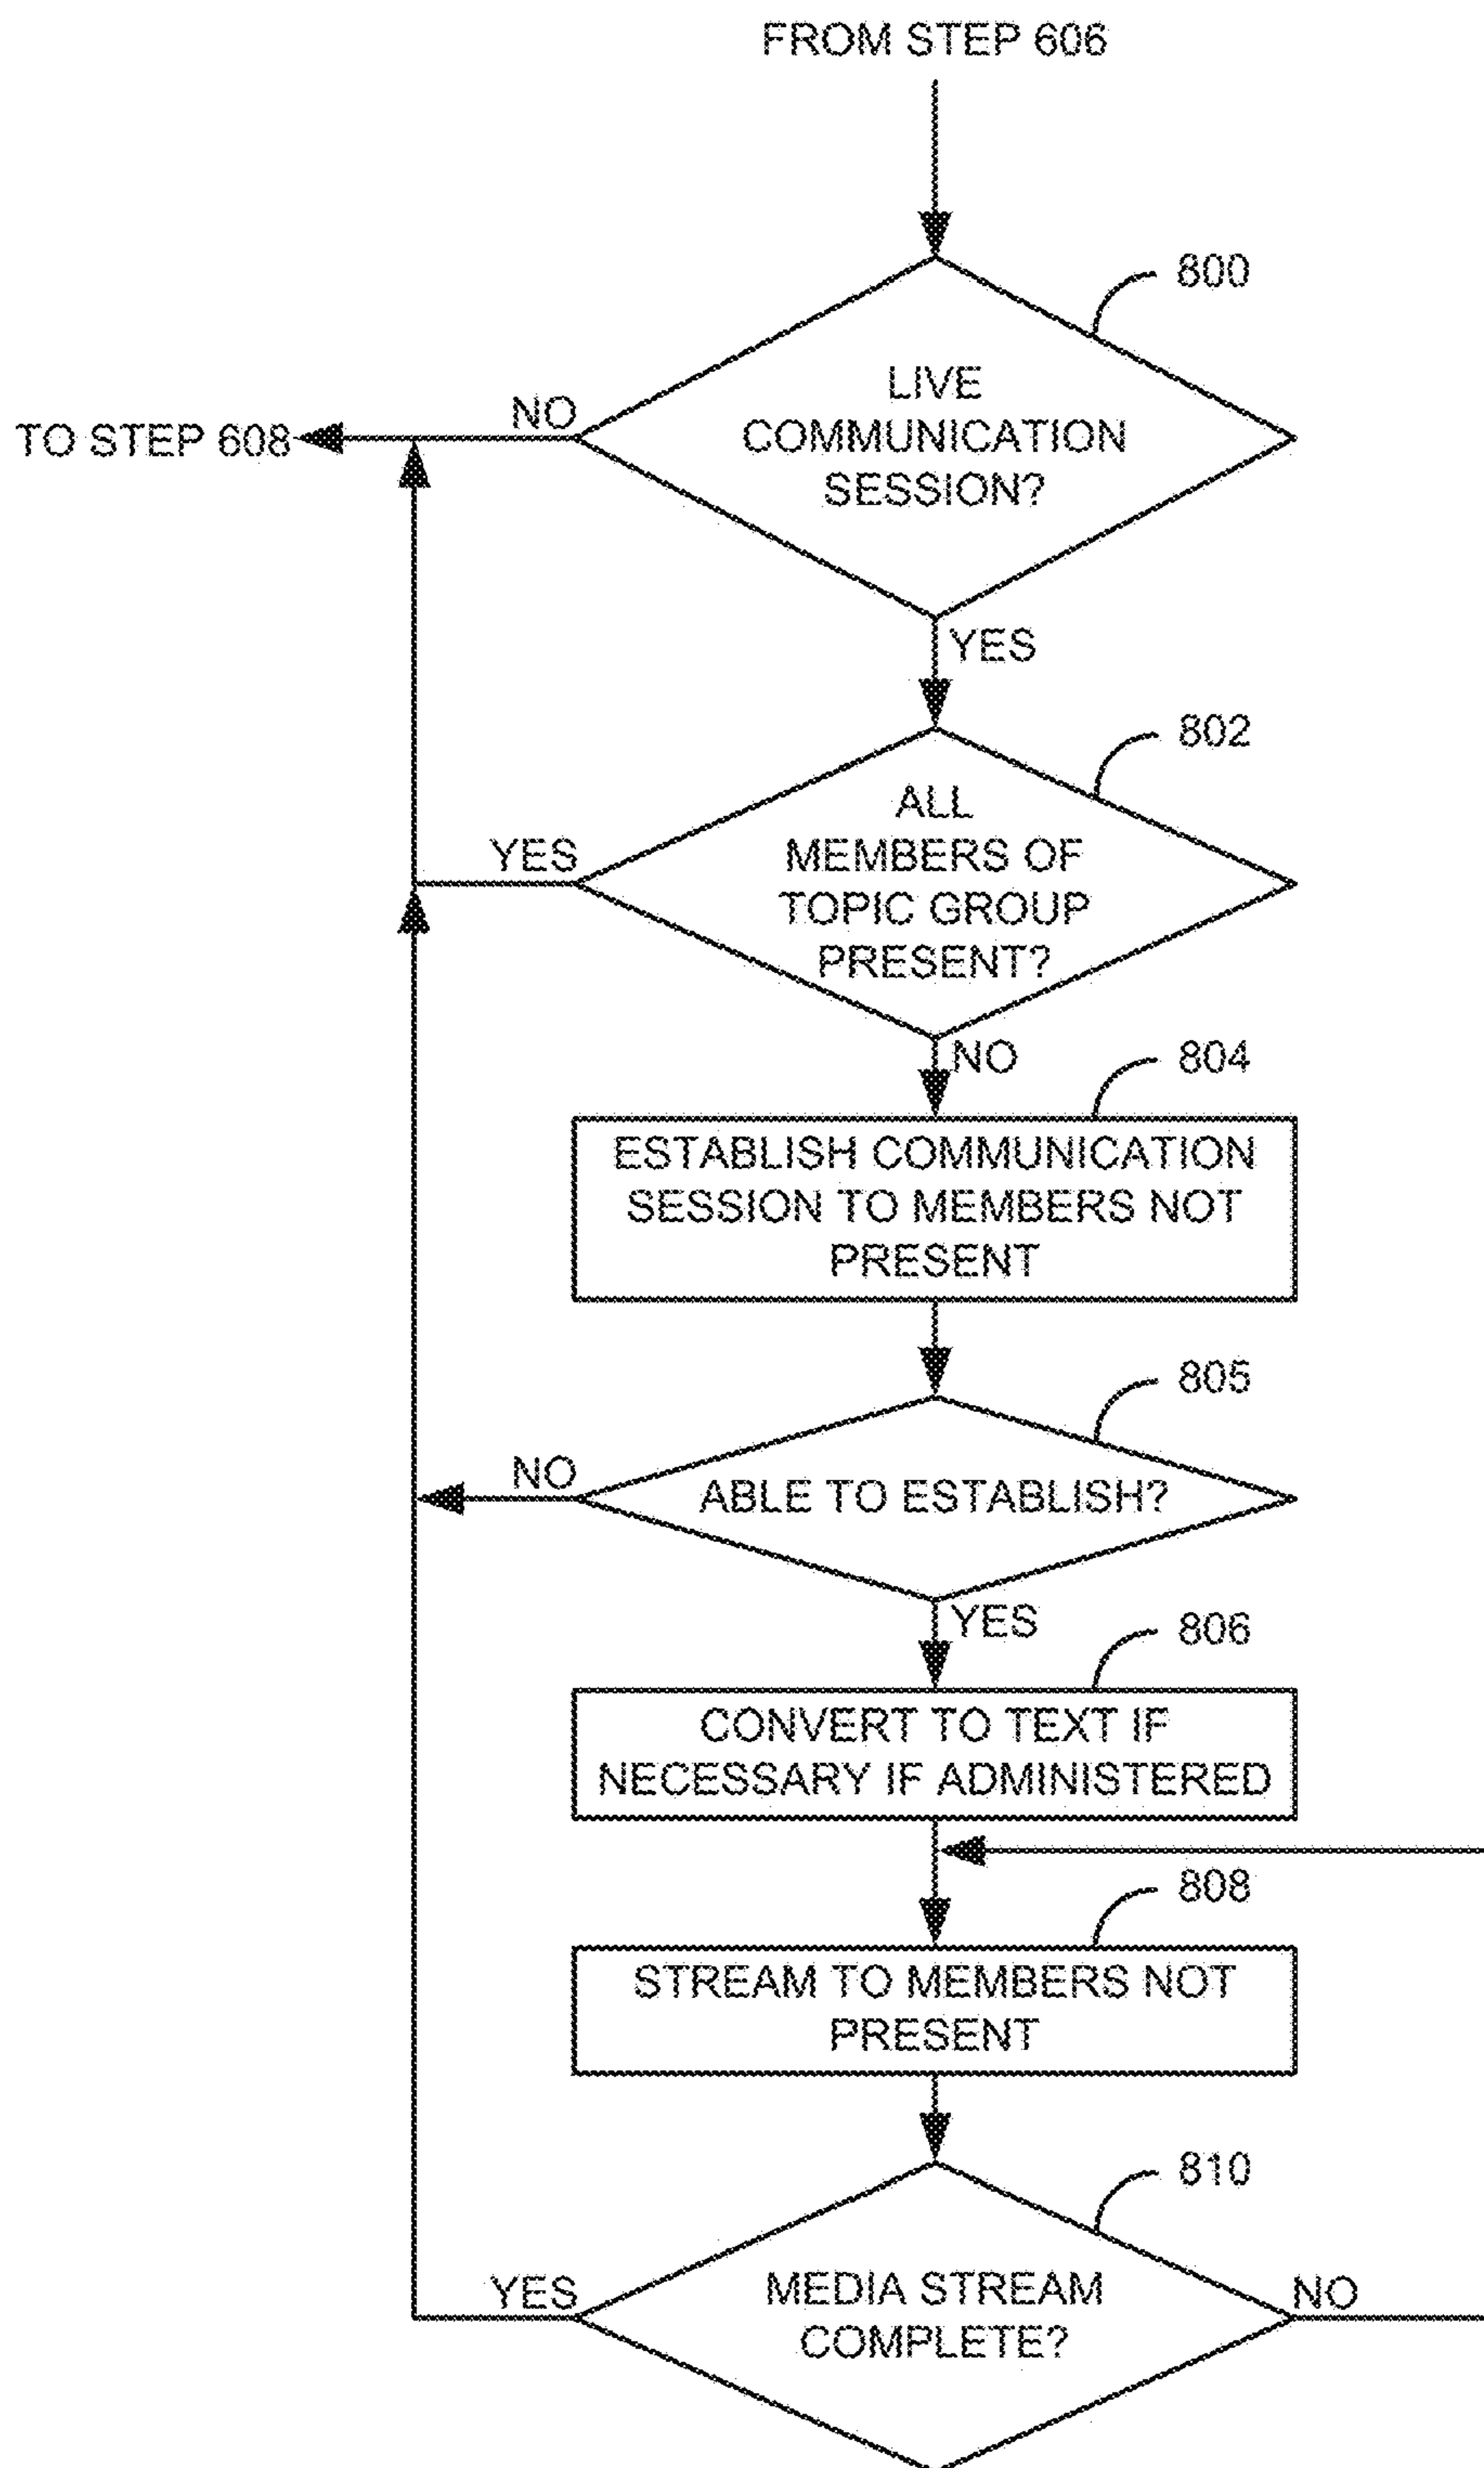 FROM STEP 606
800
LIVE
COMMUNICATION
SESSION?
NO
TO STEP 608
YES
802
ALL
MEMBERS OF
TOPIC GROUP
PRESENT?
YES
NO
804
ESTABLISH COMMUNICATION
SESSION TO MEMBERS NOT
PRESENT
805
ABLE TO ESTABLISH?
NO
YES
806
CONVERT TO TEXT IF
NECESSARY IF ADMINISTERED
808
STREAM TO MEMBERS NOT
PRESENT
810
MEDIA STREAM
COMPLETE?
YES
NO